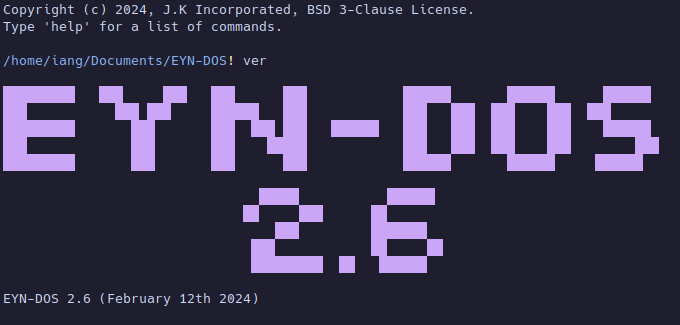 Copyright (c) 2024, J.K Incorporated, BSD 3-Clause License.
Type 'help' for a list of commands.
/home/iang/Documents/EYN-DOS! ver
EYN-DOS
2.6
EYN-DOS 2.6 (February 12th 2024)